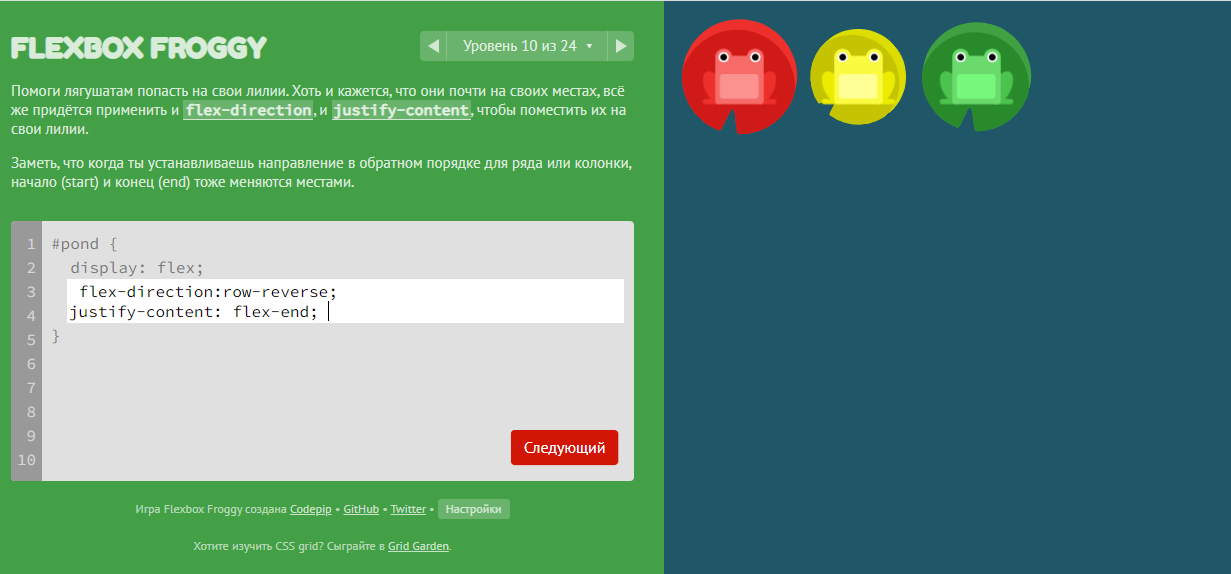 FLEXBOX FROGGY
Уровень 10 из 24
Помоги лягушатам попасть на свои лилии. Хоть и кажется, что они почти на своих местах, всё
же придётся применить и flex-direction, и justify-content, чтобы поместить их на
свои лилии.
Заметь, что когда ты устанавливаешь направление в обратном порядке для ряда или колонки,
начало (start) и конец (end) тоже меняются местами.
1 #pond {
2 display: flex;
3 flex-direction:row-reverse;
4 justify-content: flex-end;
5 }
6
7
8
9
10
Следующий
Игра Flexbox Froggy создана Codepip • GitHub • Twitter • Настройки
Хотите изучить CSS grid? Сыграйте в Grid Garden.